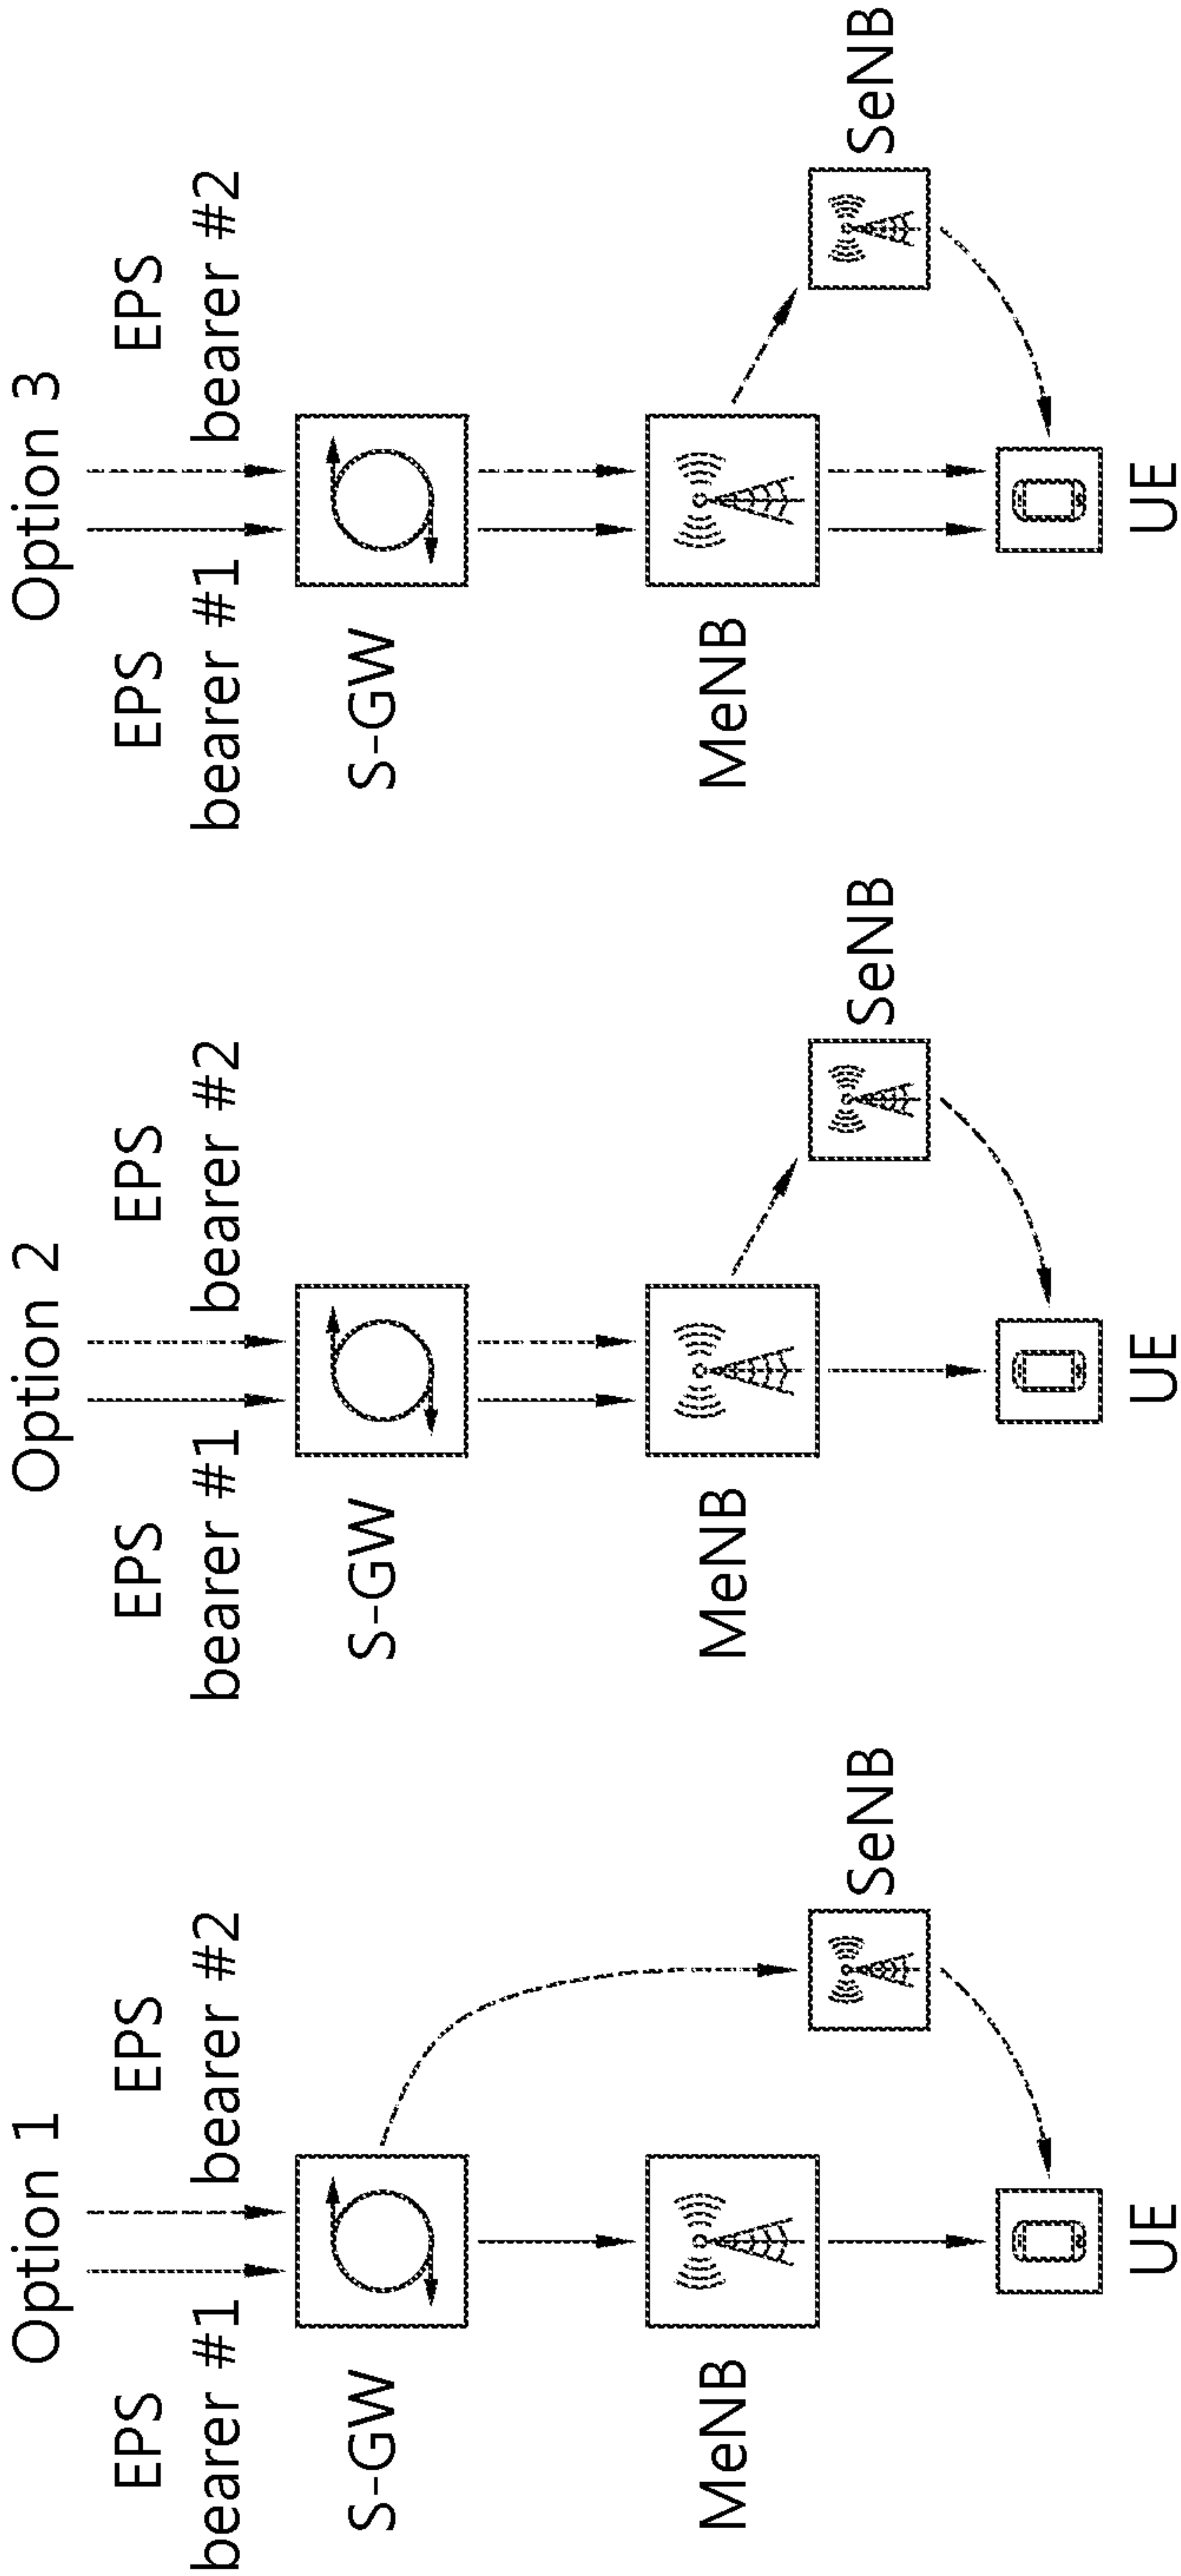 Option 1
EPS
bearer #1
EPS
bearer #2
S-GW
MeNB
SeNB
UE
Option 2
EPS
bearer #1
EPS
bearer #2
S-GW
MeNB
SeNB
UE
Option 3
EPS
bearer #1
EPS
bearer #2
S-GW
MeNB
SeNB
UE